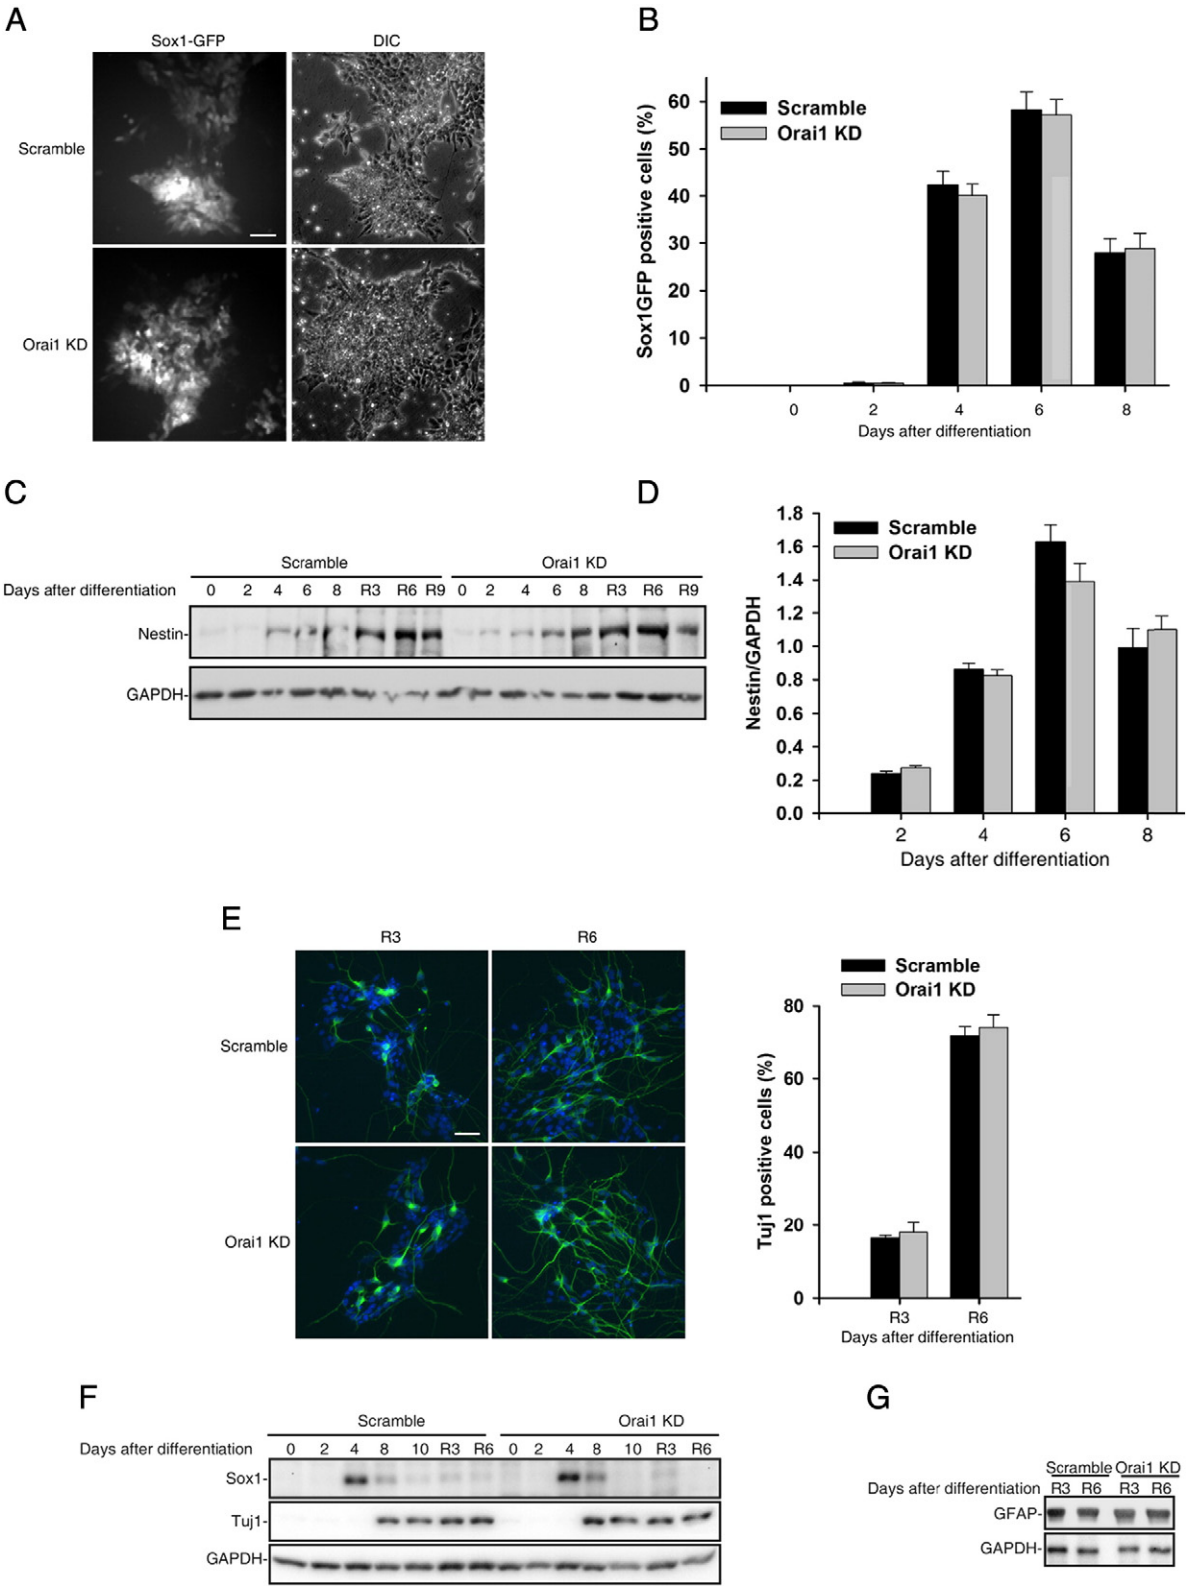 A
Sox1-GFP DIC
Scramble
Orai1 KD
B
Scramble
Orai1 KD
Sox1GFP positive cells (%)
60
50
40
30
20
10
0
0 2 4 6 8
Days after differentiation
C
Scramble Orai1 KD
Days after differentiation 0 2 4 6 8 R3 R6 R9 0 2 4 6 8 R3 R6 R9
Nestin-
GAPDH-
D
Scramble
Orai1 KD
Nestin/GAPDH
1.8
1.6
1.4
1.2
1.0
0.8
0.6
0.4
0.2
0.0
2 4 6 8
Days after differentiation
E
R3 R6
Scramble
Orai1 KD
Scramble
Orai1 KD
Tuj1 positive cells (%)
80
60
40
20
0
R3 R6
Days after differentiation
F
Scramble Orai1 KD
Days after differentiation 0 2 4 8 10 R3 R6 0 2 4 8 10 R3 R6
Sox1-
Tuj1-
GAPDH-
G
Scramble Orai1 KD
Days after differentiation R3 R6 R3 R6
GFAP-
GAPDH-